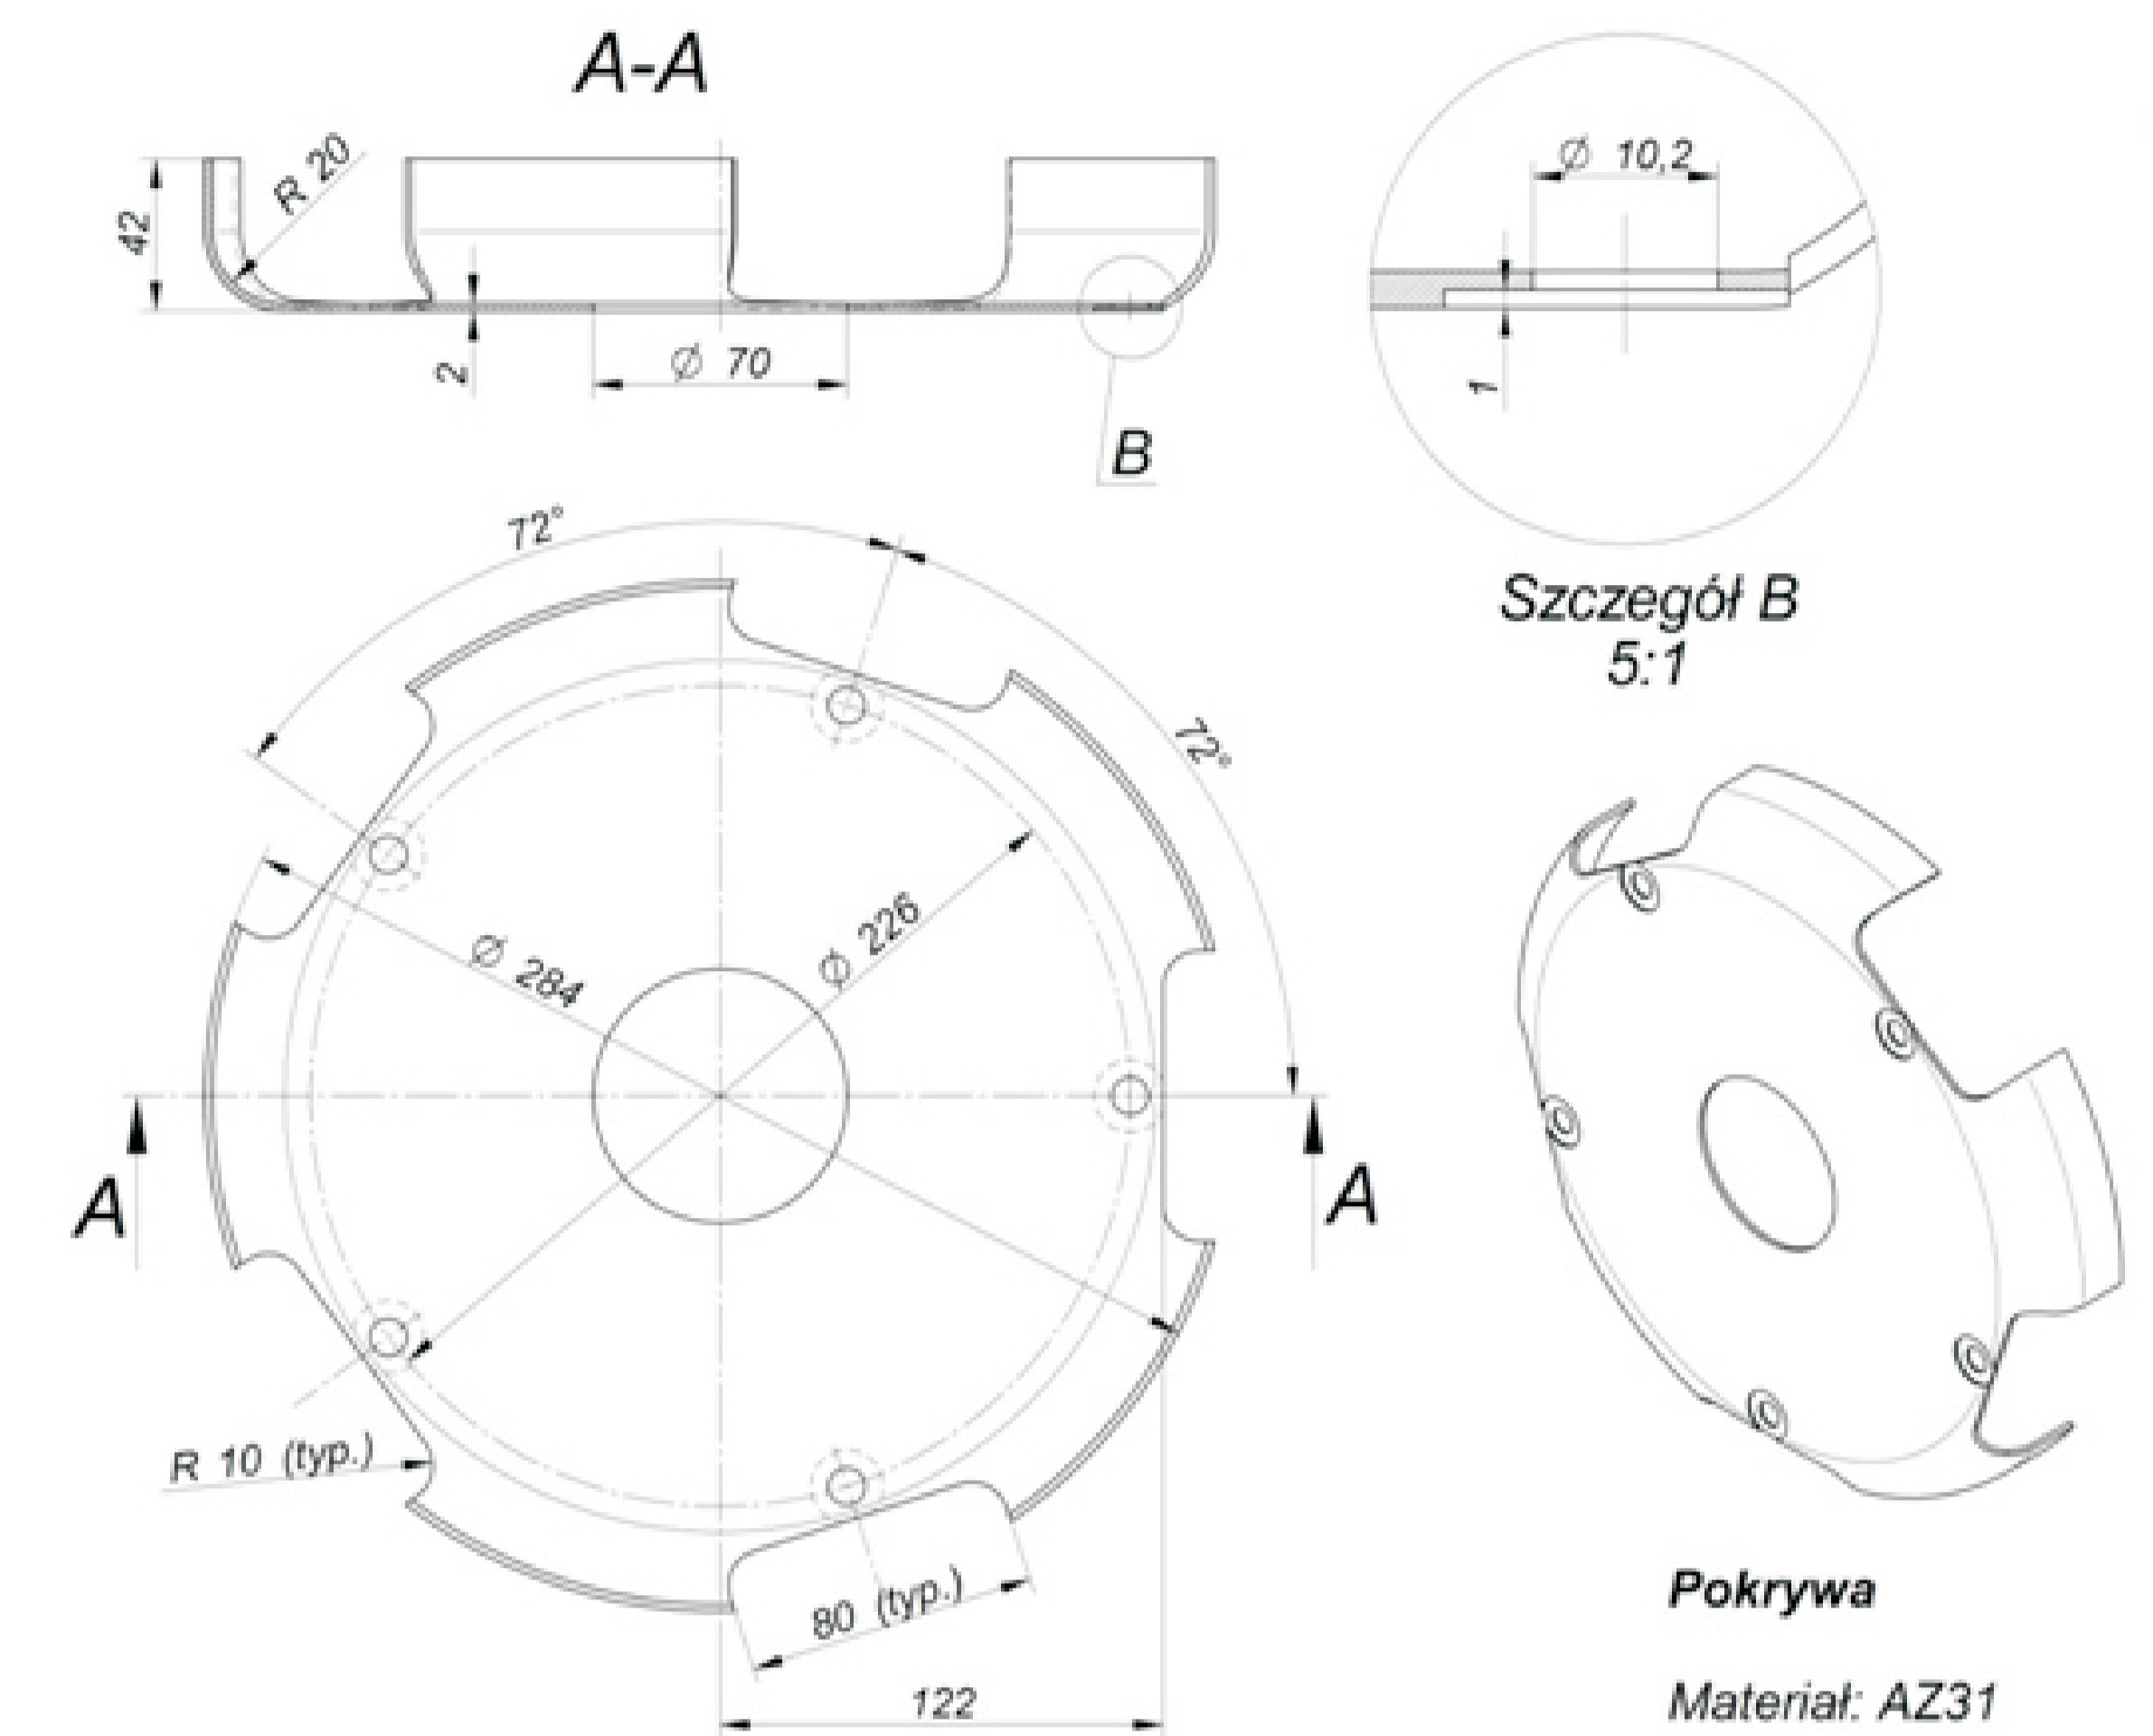 A-A
R 20
42
2
Ø 70
B
Ø 10,2
1
Szczegół B
5:1
72°
72°
Ø 284
Ø 226
A
A
R 10 (typ.)
80 (typ.)
122
Pokrywa
Materiał: AZ31